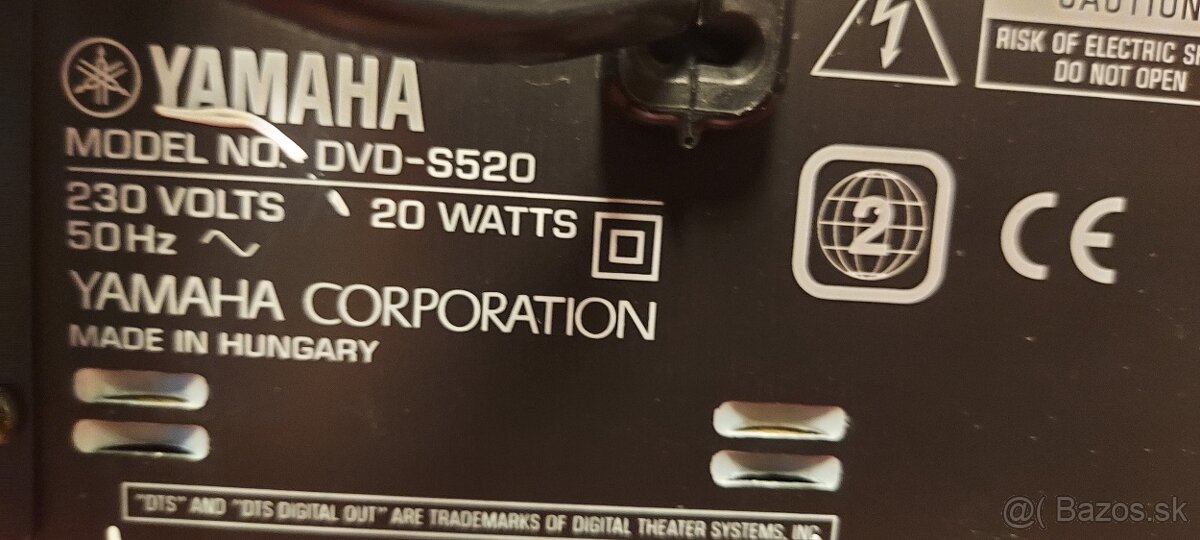 YAMAHA
MODEL NO. DVD-S520
230 VOLTS 20 WATTS
50Hz
YAMAHA CORPORATION
MADE IN HUNGARY
CAUTION
RISK OF ELECTRIC
DO NOT OPEN
2
CE
"DTS" AND "DTS DIGITAL OUT" ARE TRADEMARKS OF DIGITAL THEATER SYSTEMS, INC.
@( Bazos.sk